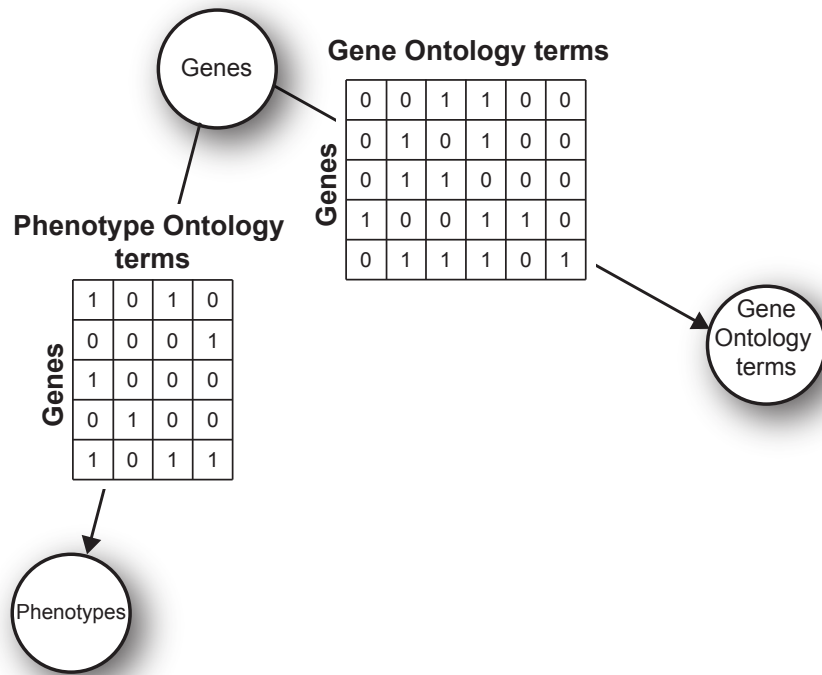 Genes
Gene Ontology terms
Genes
0 0 1 1 0 0
0 1 0 1 0 0
0 1 1 0 0 0
1 0 0 1 1 0
0 1 1 1 0 1
Phenotype Ontology
terms
Genes
1 0 1 0
0 0 0 1
1 0 0 0
0 1 0 0
1 0 1 1
Gene
Ontology
terms
Phenotypes